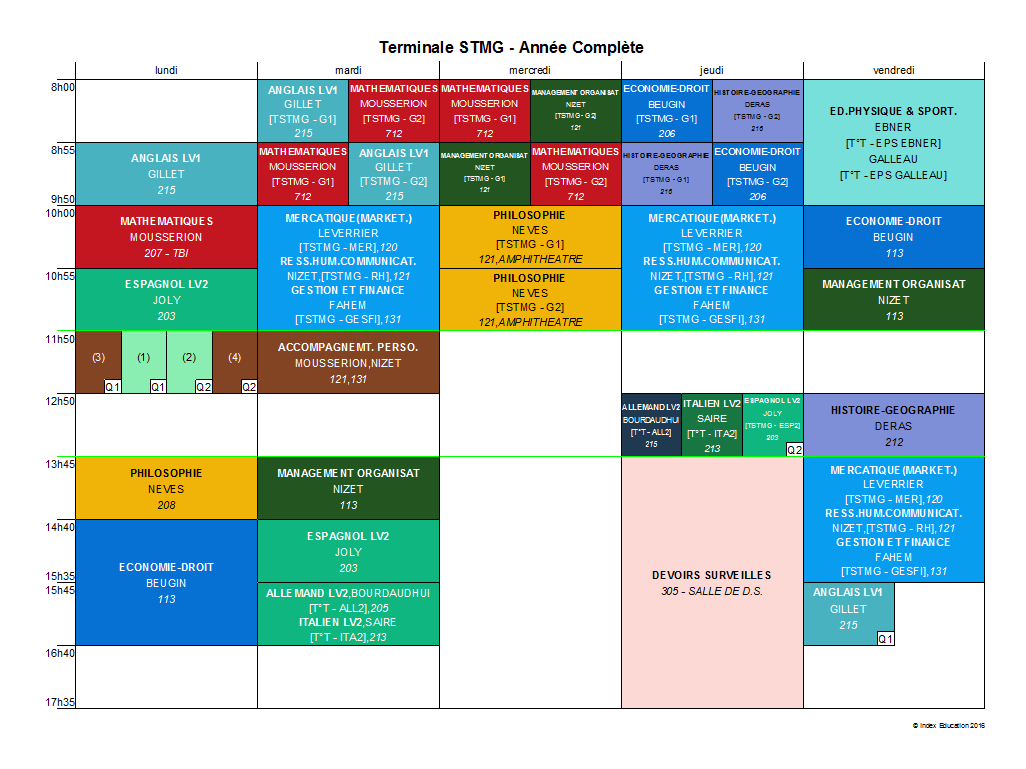 Terminale STMG - Année Complète
lundi
mardi
mercredi
jeudi
vendredi
8h00
8h55
9h50
10h00
10h55
11h50
12h50
13h45
14h40
15h35
15h45
16h40
17h35
ANGLAIS LV1
GILLET
215
MATHEMATIQUES
MOUSSERION
207 - TBI
ESPAGNOL LV2
JOLY
203
(3)
Q1
(1)
Q1
(2)
Q2
(4)
Q2
PHILOSOPHIE
NEVES
208
ECONOMIE-DROIT
BEUGIN
113
ANGLAIS LV1
GILLET
[TSTMG - G1]
215
MATHEMATIQUES
MOUSSERION
[TSTMG - G2]
712
MATHEMATIQUES
MOUSSERION
[TSTMG - G1]
712
ANGLAIS LV1
GILLET
[TSTMG - G2]
215
MERCATIQUE(MARKET.)
LEVERRIER
[TSTMG - MER],120
RESS.HUM.COMMUNICAT.
NIZET,[TSTMG - RH],121
GESTION ET FINANCE
FAHEM
[TSTMG - GESFI],131
ACCOMPAGNEMT. PERSO.
MOUSSERION,NIZET
121,131
MANAGEMENT ORGANISAT
NIZET
113
ESPAGNOL LV2
JOLY
203
ALLEMAND LV2,BOURDAUDHUI
[T°T - ALL2],205
ITALIEN LV2,SAIRE
[T°T - ITA2],213
MATHEMATIQUES
MOUSSERION
[TSTMG - G1]
712
MANAGEMENT ORGANISAT
NIZET
[TSTMG - G2]
121
MANAGEMENT ORGANISAT
NIZET
[TSTMG - G1]
121
MATHEMATIQUES
MOUSSERION
[TSTMG - G2]
712
PHILOSOPHIE
NEVES
[TSTMG - G1]
121,AMPHITHEATRE
PHILOSOPHIE
NEVES
[TSTMG - G2]
121,AMPHITHEATRE
ECONOMIE-DROIT
BEUGIN
[TSTMG - G1]
206
HISTOIRE-GEOGRAPHIE
DERAS
[TSTMG - G2]
216
HISTOIRE-GEOGRAPHIE
DERAS
[TSTMG - G1]
216
ECONOMIE-DROIT
BEUGIN
[TSTMG - G2]
206
MERCATIQUE(MARKET.)
LEVERRIER
[TSTMG - MER],120
RESS.HUM.COMMUNICAT.
NIZET,[TSTMG - RH],121
GESTION ET FINANCE
FAHEM
[TSTMG - GESFI],131
ALLEMAND LV2
BOURDAUDHUI
[T°T - ALL2]
215
ITALIEN LV2
SAIRE
[T°T - ITA2]
213
ESPAGNOL LV2
JOLY
[TSTMG - ESP2]
203
Q2
DEVOIRS SURVEILLES
305 - SALLE DE D.S.
ED.PHYSIQUE & SPORT.
EBNER
[T°T - EPS EBNER]
GALLEAU
[T°T - EPS GALLEAU]
ECONOMIE-DROIT
BEUGIN
113
MANAGEMENT ORGANISAT
NIZET
113
HISTOIRE-GEOGRAPHIE
DERAS
212
MERCATIQUE(MARKET.)
LEVERRIER
[TSTMG - MER],120
RESS.HUM.COMMUNICAT.
NIZET,[TSTMG - RH],121
GESTION ET FINANCE
FAHEM
[TSTMG - GESFI],131
ANGLAIS LV1
GILLET
215
Q1
© Index Education 2016